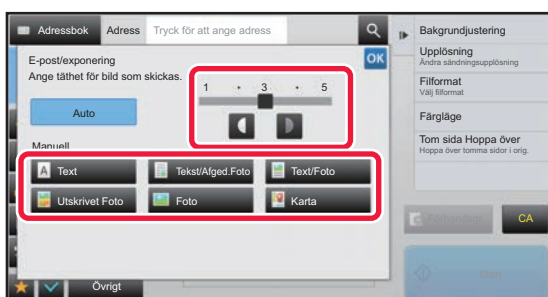 Adressbok
Adress
Tryck för att ange adress
E-post/exponering
Ange täthet för bild som skickas.
OK
1 • 3 • 5
Auto
Manuell
A Text
Tekst/Afged.Foto
Text/Foto
Utskrivet Foto
Foto
Karta
Övrigt
Bakgrundjustering
Upplösning
Ändra sändningsupplösning
Filformat
Välj filformat
Färgläge
Tom sida Hoppa över
Hoppa över tomma sidor i orig.
CA
Start